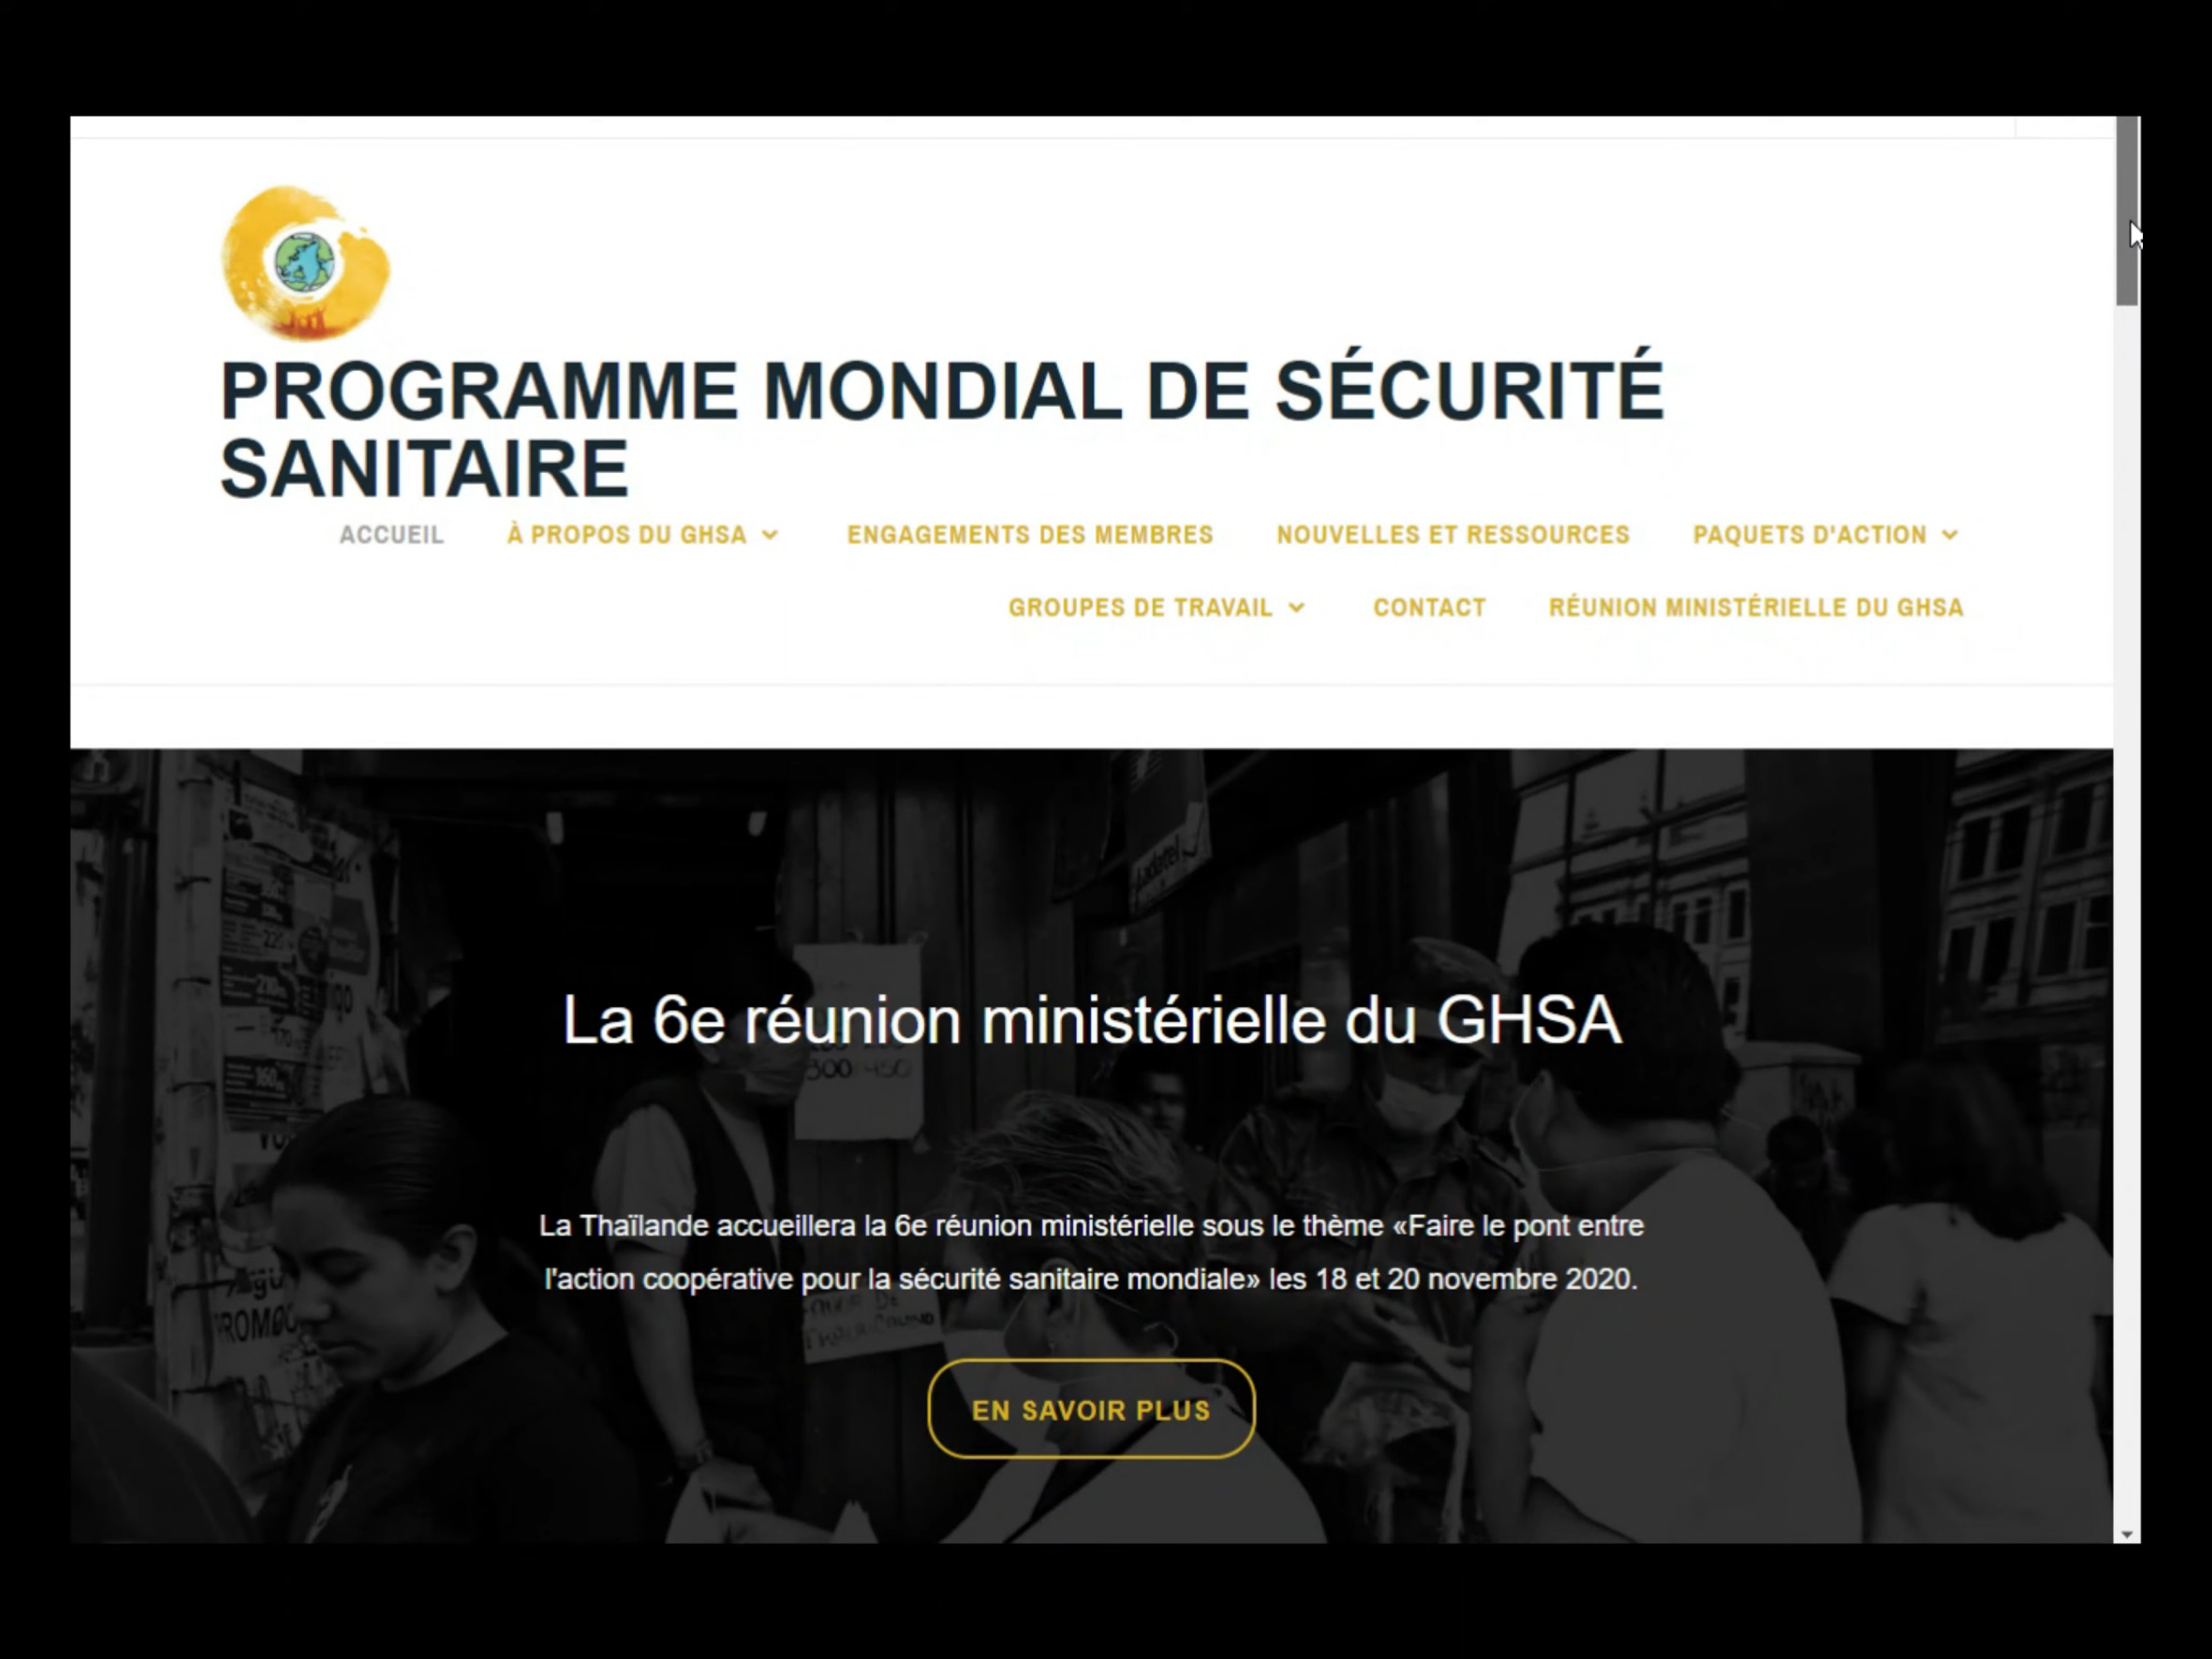 PROGRAMME MONDIAL DE SÉCURITÉ
SANITAIRE
ACCUEIL À PROPOS DU GHSA ENGAGEMENTS DES MEMBRES NOUVELLES ET RESSOURCES PAQUETS D'ACTION
GROUPES DE TRAVAIL CONTACT RÉUNION MINISTÉRIELLE DU GHSA
La 6e réunion ministérielle du GHSA
La Thaïlande accueillera la 6e réunion ministérielle sous le thème «Faire le pont entre
l'action coopérative pour la sécurité sanitaire mondiale» les 18 et 20 novembre 2020.
EN SAVOIR PLUS